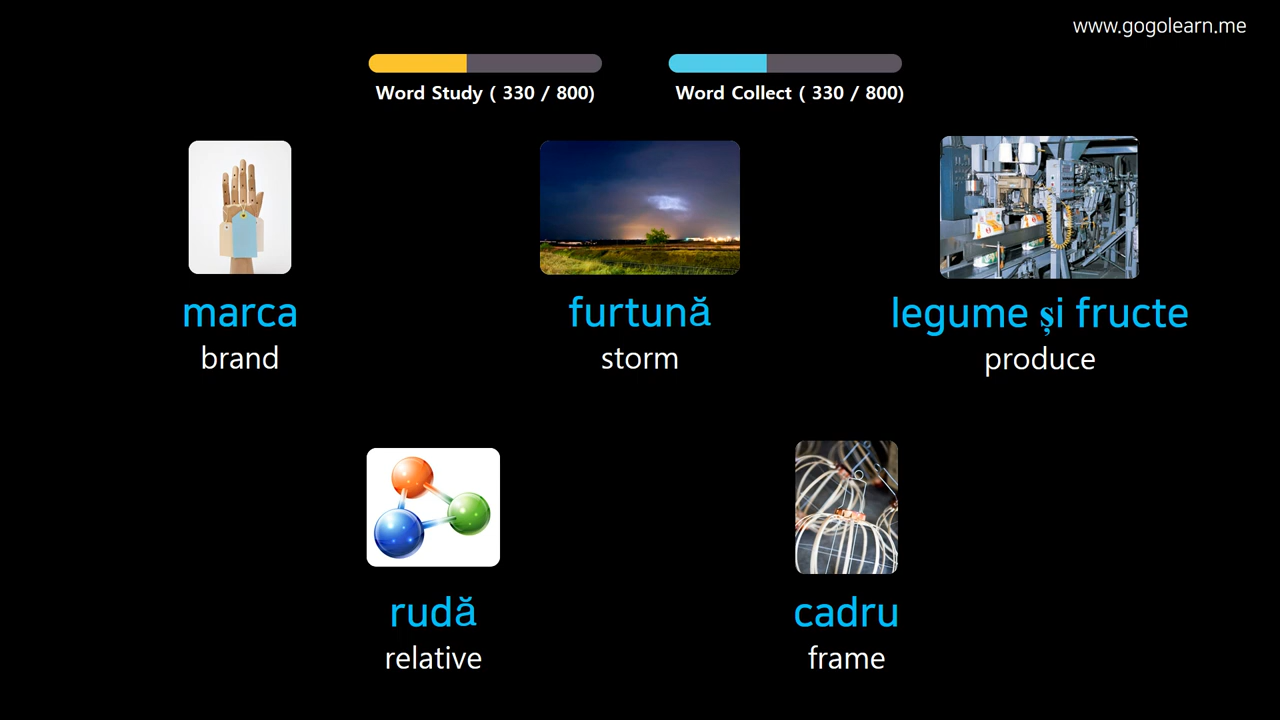 www.gogolearn.me
Word Study ( 330 / 800)
Word Collect ( 330 / 800)
marca
brand
furtună
storm
legume și fructe
produce
rudă
relative
cadru
frame